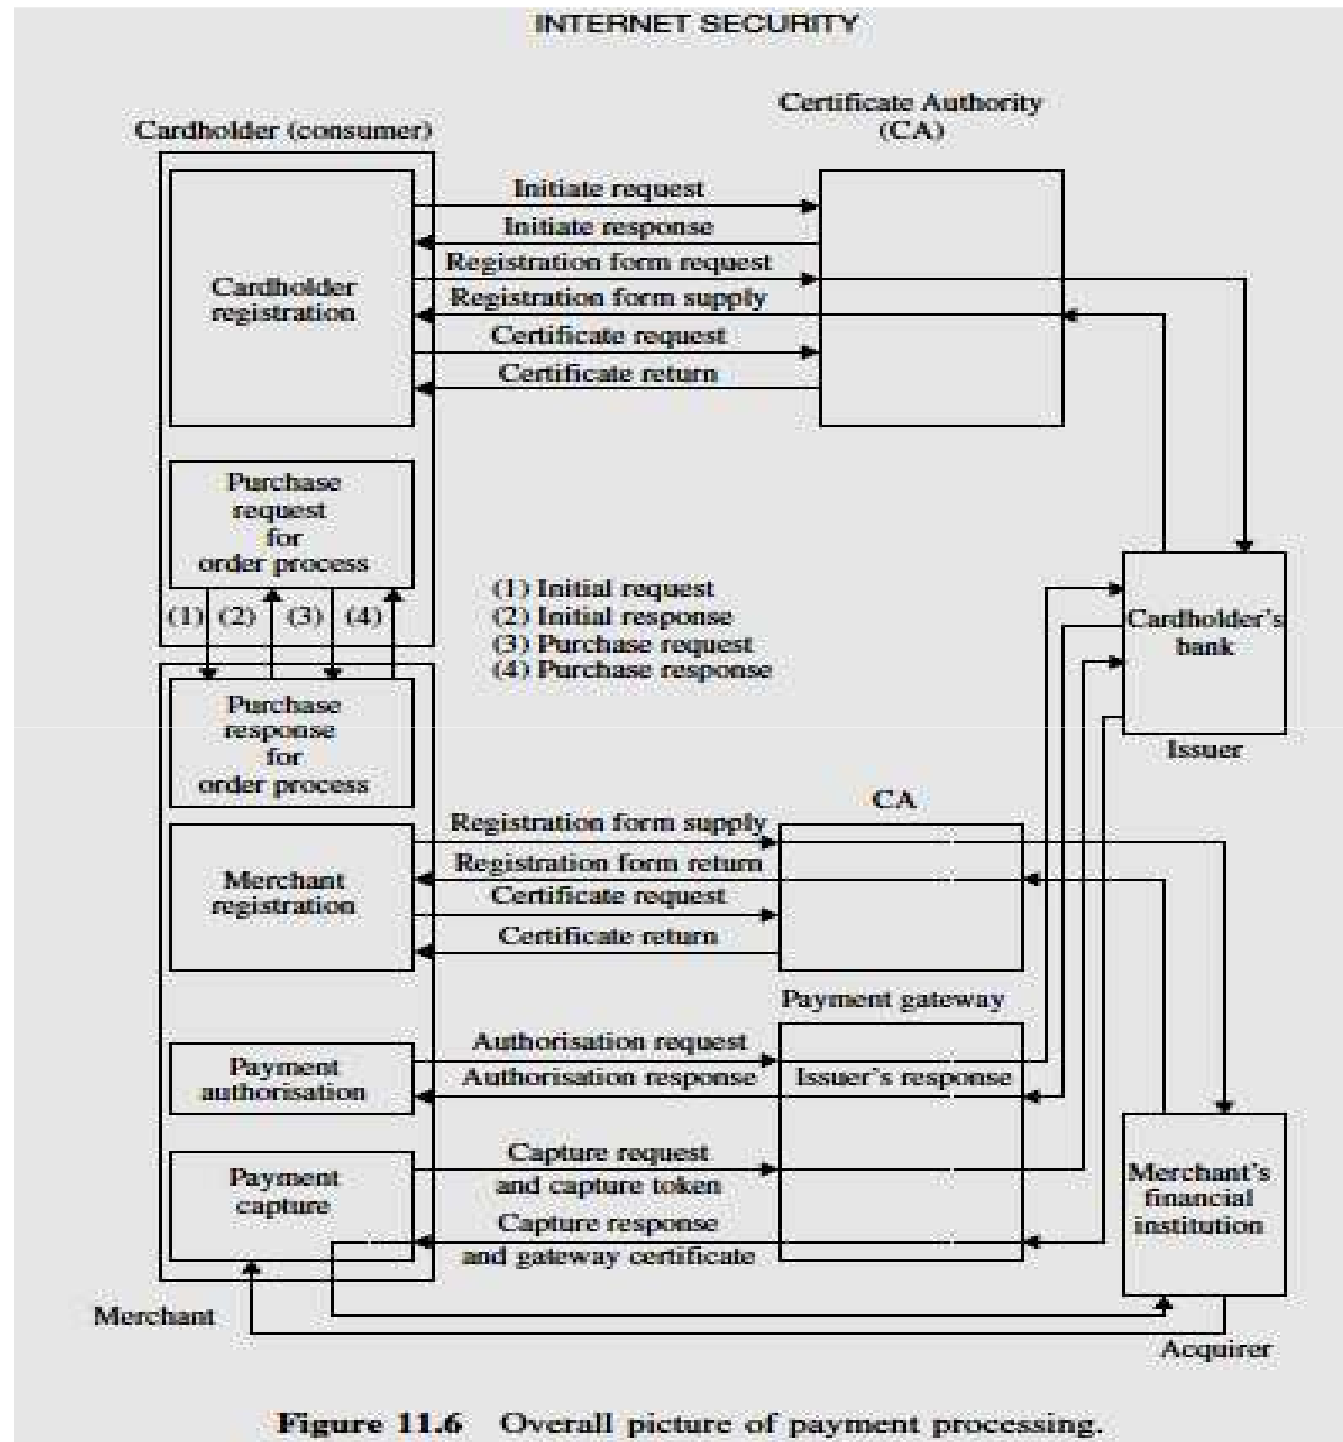 INTERNET SECURITY
Certificate Authority
(CA)
Cardholder (consumer)
Initiate request
Initiate response
Registration form request
Registration form supply
Certificate request
Certificate return
Cardholder
registration
Purchase
request
for
order process
(1) (2) (3) (4)
(1) Initial request
(2) Initial response
(3) Purchase request
(4) Purchase response
Cardholder's
bank
Issuer
Purchase
response
for
order process
CA
Registration form supply
Registration form return
Certificate request
Certificate return
Merchant
registration
Payment gateway
Authorisation request
Authorisation response
Issuer's response
Payment
authorisation
Capture request
and capture token
Capture response
and gateway certificate
Payment
capture
Merchant's
financial
institution
Merchant
Acquirer
Figure 11.6 Overall picture of payment processing.